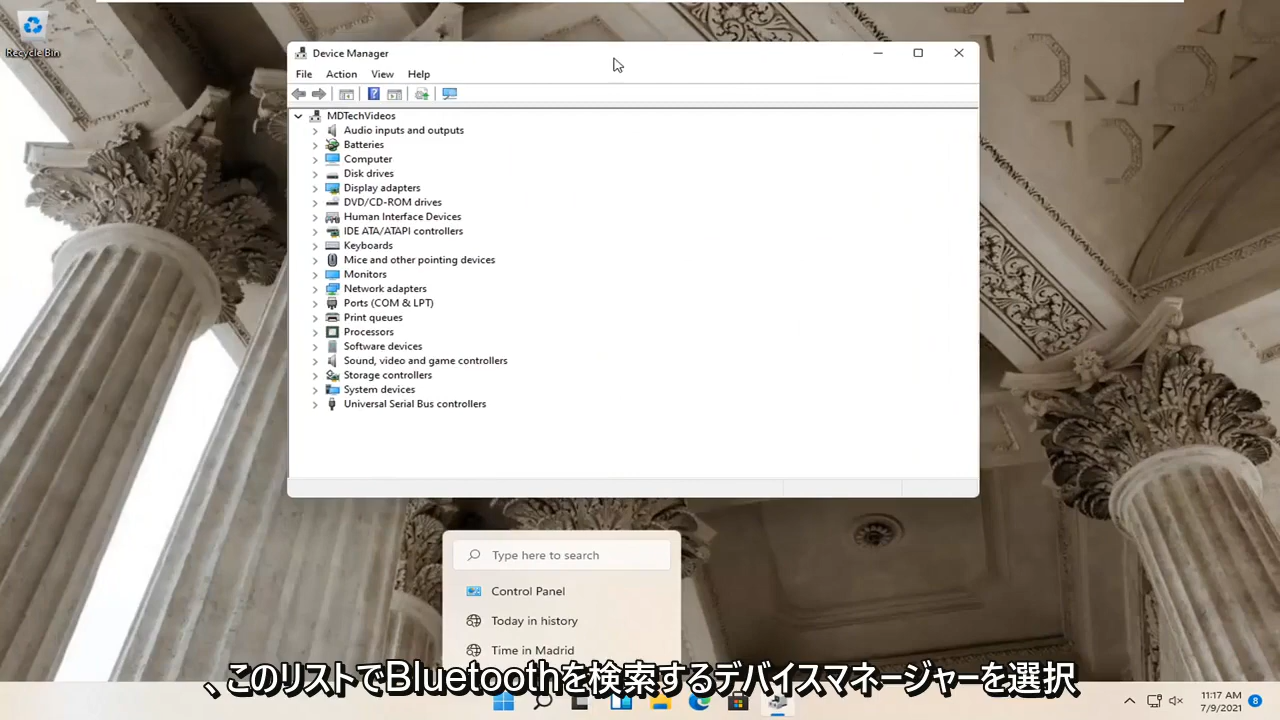 Recycle Bin
Device Manager
File Action View Help
MDTechVideos
Audio inputs and outputs
Batteries
Computer
Disk drives
Display adapters
DVD/CD-ROM drives
Human Interface Devices
IDE ATA/ATAPI controllers
Keyboards
Mice and other pointing devices
Monitors
Network adapters
Ports (COM & LPT)
Print queues
Processors
Software devices
Sound, video and game controllers
Storage controllers
System devices
Universal Serial Bus controllers
Type here to search
Control Panel
Today in history
Time in Madrid
、このリストでBluetoothを検索するデバイスマネージャーを選択
11:17 AM
7/9/2021
8